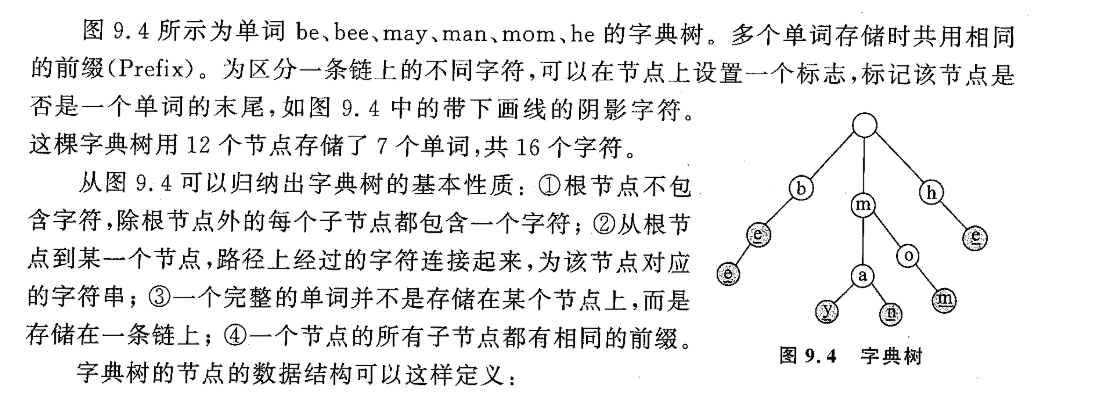 图 9.4 所示为单词 be、bee、may、man、mom、he 的字典树。多个单词存储时共用相同
的前缀(Prefix)。为区分一条链上的不同字符,可以在节点上设置一个标志,标记该节点是
否是一个单词的末尾,如图 9.4 中的带下画线的阴影字符。
这棵字典树用 12 个节点存储了 7 个单词,共 16 个字符。
从图 9.4 可以归纳出字典树的基本性质:①根节点不包
含字符,除根节点外的每个子节点都包含一个字符;②从根节
点到某一个节点,路径上经过的字符连接起来,为该节点对应
的字符串;③一个完整的单词并不是存储在某个节点上,而是
存储在一条链上;④一个节点的所有子节点都有相同的前缀。
字典树的节点的数据结构可以这样定义:
b
m
h
e
o
e
e
a
y
n
m
图 9.4 字典树